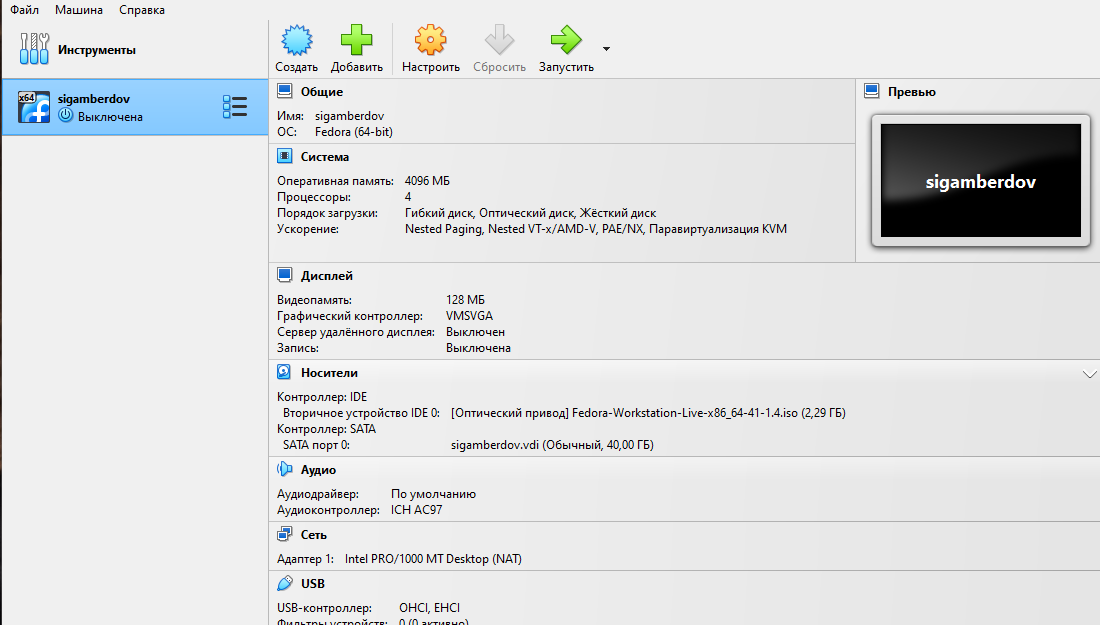 Файл Машина Справка
Инструменты
Создать Добавить Настроить Сбросить Запустить
x64
sigamberdov
Выключена
Общие
Имя: sigamberdov
ОС: Fedora (64-bit)
Система
Оперативная память: 4096 МБ
Процессоры: 4
Порядок загрузки: Гибкий диск, Оптический диск, Жёсткий диск
Ускорение: Nested Paging, Nested VT-x/AMD-V, PAE/NX, Паравиртуализация KVM
Превью
sigamberdov
Дисплей
Видеопамять: 128 МБ
Графический контроллер: VMSVGA
Сервер удалённого дисплея: Выключен
Запись: Выключена
Носители
Контроллер: IDE
Вторичное устройство IDE 0: [Оптический привод] Fedora-Workstation-Live-x86_64-41-1.4.iso (2,29 ГБ)
Контроллер: SATA
SATA порт 0: sigamberdov.vdi (Обычный, 40,00 ГБ)
Аудио
Аудиодрайвер: По умолчанию
Аудиоконтроллер: ICH AC97
Сеть
Адаптер 1: Intel PRO/1000 MT Desktop (NAT)
USB
USB-контроллер: OHCI, EHCI
Фильтры устройств: 0 (0 активно)